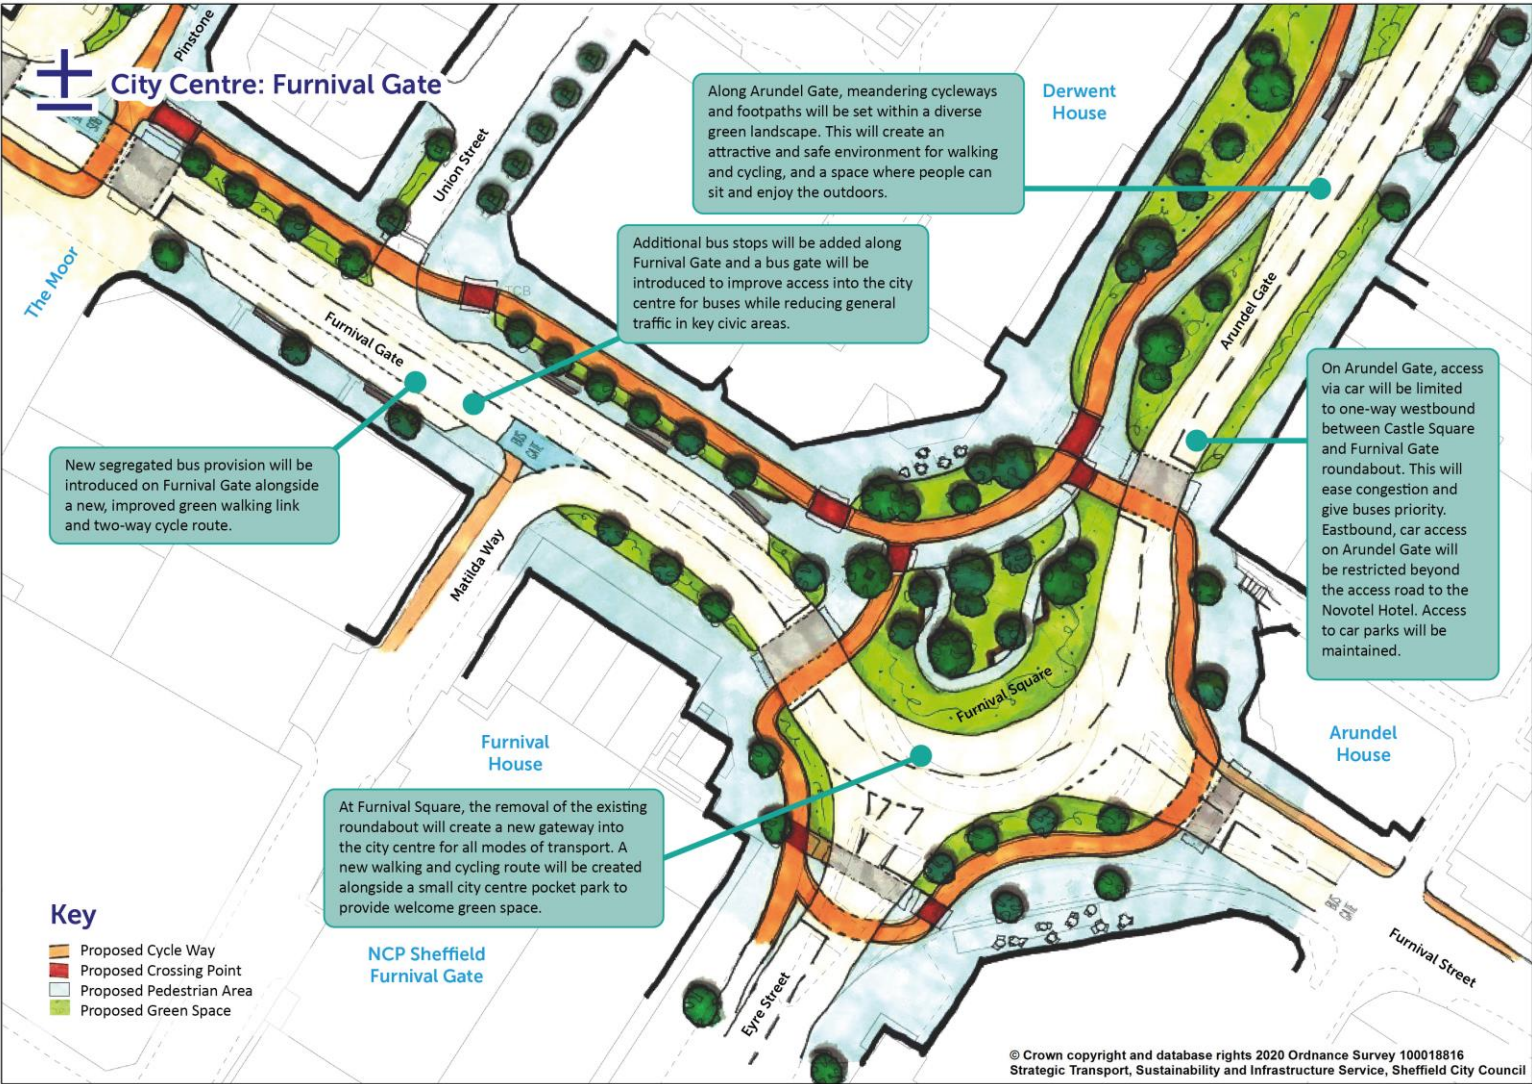 Pinstone
City Centre: Furnival Gate
Union Street
The Moor
Furnival Gate
TCB
Along Arundel Gate, meandering cycleways
and footpaths will be set within a diverse
green landscape. This will create an
attractive and safe environment for walking
and cycling, and a space where people can
sit and enjoy the outdoors.
Derwent
House
Additional bus stops will be added along
Furnival Gate and a bus gate will be
introduced to improve access into the city
centre for buses while reducing general
traffic in key civic areas.
Arundel Gate
On Arundel Gate, access
via car will be limited
to one-way westbound
between Castle Square
and Furnival Gate
roundabout. This will
ease congestion and
give buses priority.
Eastbound, car access
on Arundel Gate will
be restricted beyond
the access road to the
Novotel Hotel. Access
to car parks will be
maintained.
New segregated bus provision will be
introduced on Furnival Gate alongside
a new, improved green walking link
and two-way cycle route.
BUS
GATE
Matilda Way
Furnival Square
Furnival
House
Arundel
House
At Furnival Square, the removal of the existing
roundabout will create a new gateway into
the city centre for all modes of transport. A
new walking and cycling route will be created
alongside a small city centre pocket park to
provide welcome green space.
NCP Sheffield
Furnival Gate
Eyre Street
BUS
GATE
Furnival Street
Key
Proposed Cycle Way
Proposed Crossing Point
Proposed Pedestrian Area
Proposed Green Space
© Crown copyright and database rights 2020 Ordnance Survey 100018816
Strategic Transport, Sustainability and Infrastructure Service, Sheffield City Council